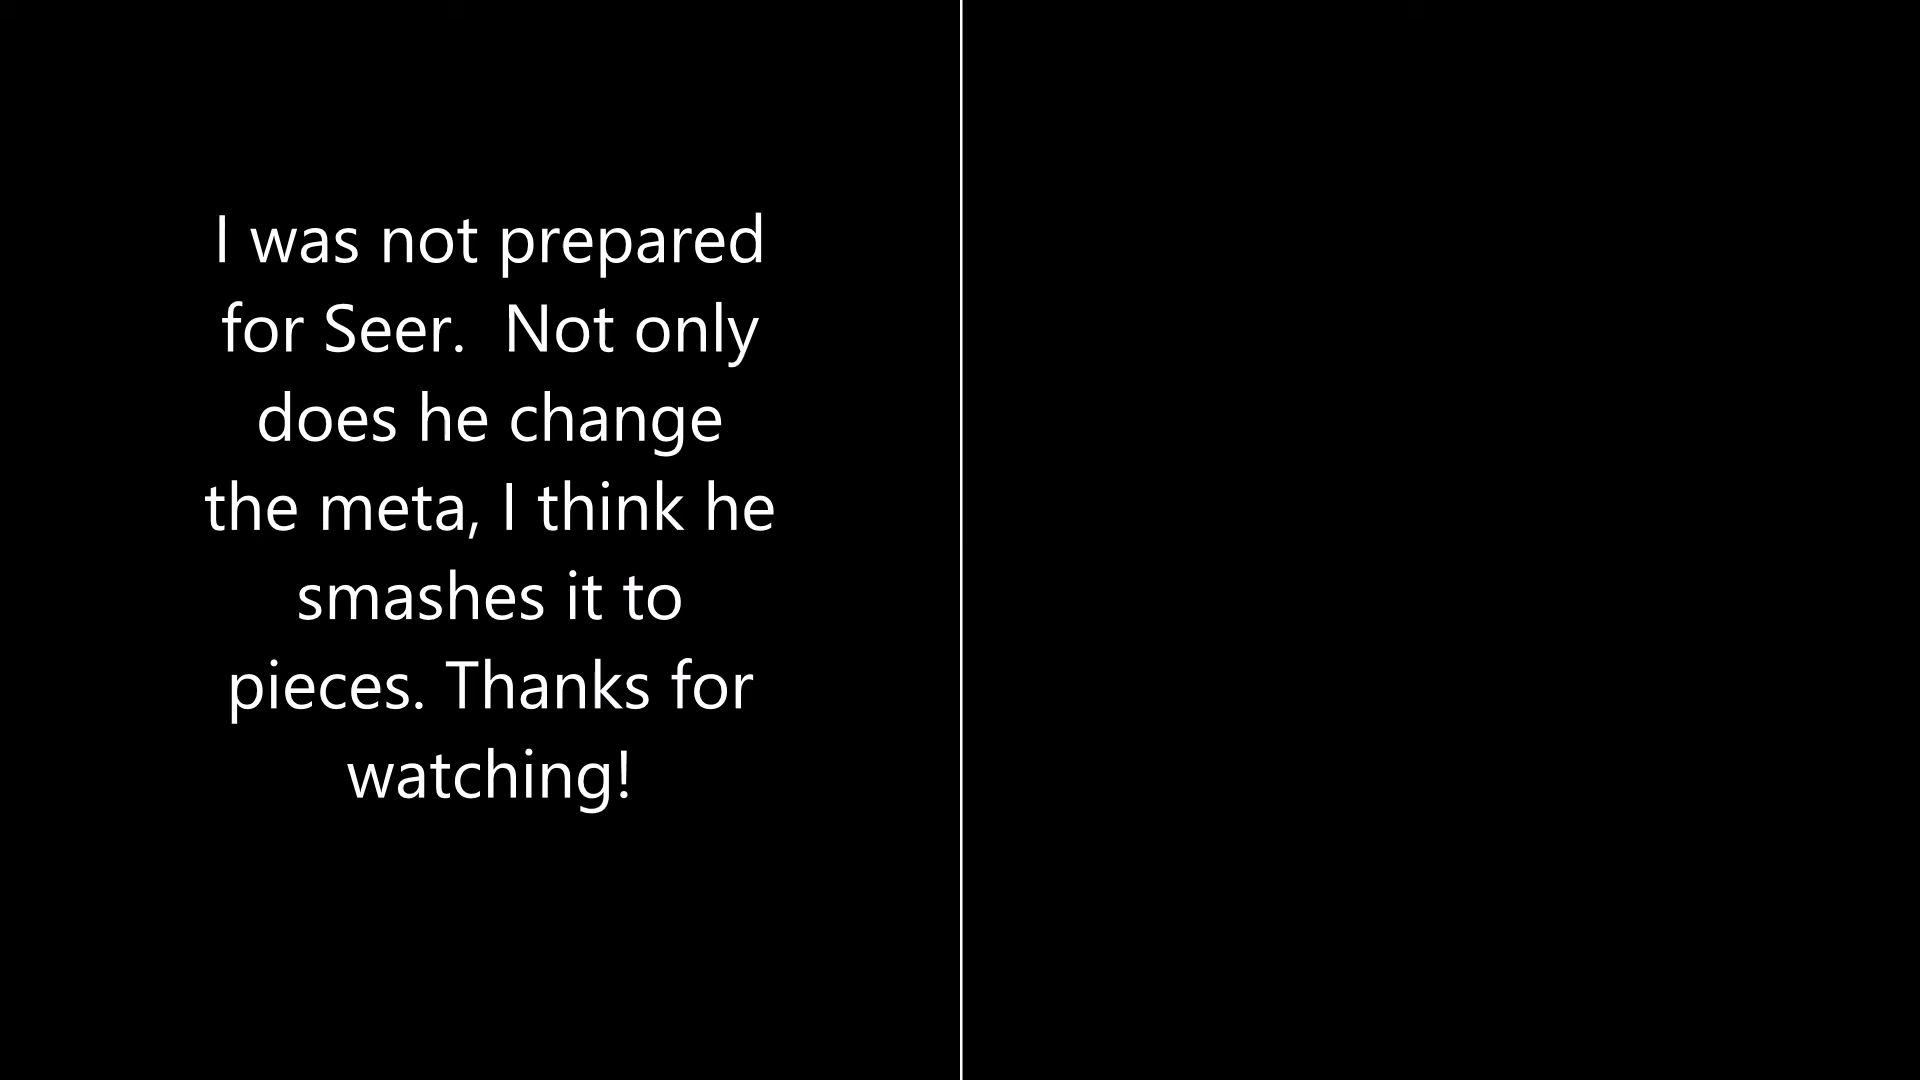 I was not prepared
for Seer.  Not only
does he change
the meta, I think he
smashes it to
pieces. Thanks for
watching!